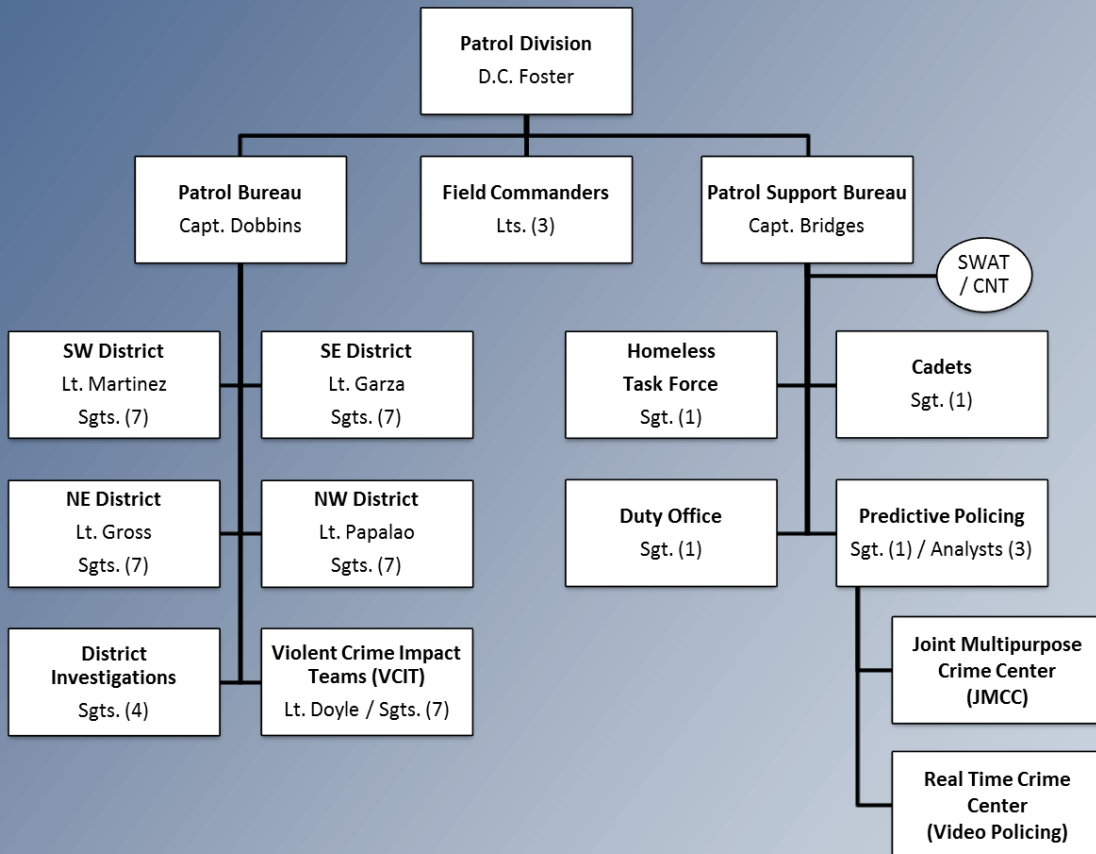 Patrol Division
D.C. Foster
Patrol Bureau
Capt. Dobbins
Field Commanders
Lts. (3)
Patrol Support Bureau
Capt. Bridges
SWAT
/ CNT
SW District
Lt. Martinez
Sgts. (7)
SE District
Lt. Garza
Sgts. (7)
Homeless
Task Force
Sgt. (1)
Cadets
Sgt. (1)
NE District
Lt. Gross
Sgts. (7)
NW District
Lt. Papalao
Sgts. (7)
Duty Office
Sgt. (1)
Predictive Policing
Sgt. (1) / Analysts (3)
District
Investigations
Sgts. (4)
Violent Crime Impact
Teams (VCIT)
Lt. Doyle / Sgts. (7)
Joint Multipurpose
Crime Center
(JMCC)
Real Time Crime
Center
(Video Policing)